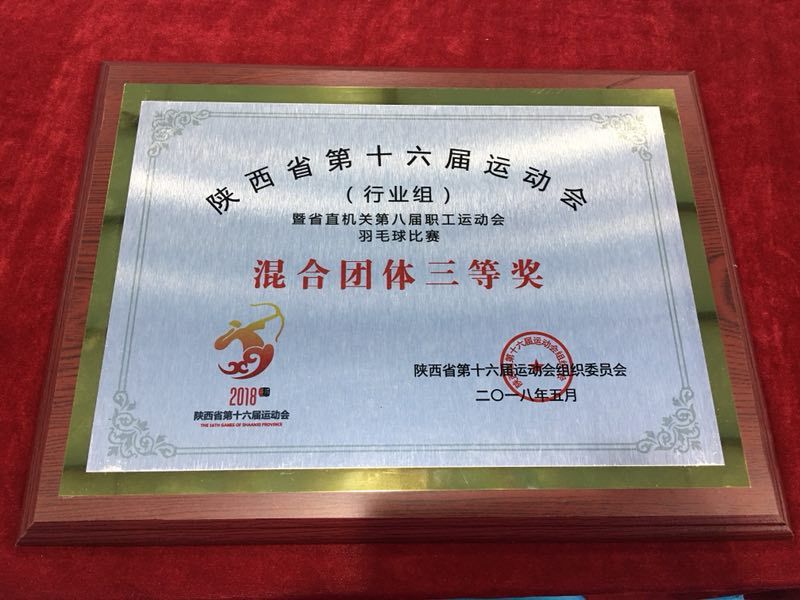 陕西省第十六届运动会
（行业组）
暨省直机关第八届职工运动会
羽毛球比赛
混合团体三等奖
2018
陕西省第十六届运动会
THE 16TH GAMES OF SHAANXI PROVINCE
陕西省第十六届运动会组织委员会
二〇一八年五月